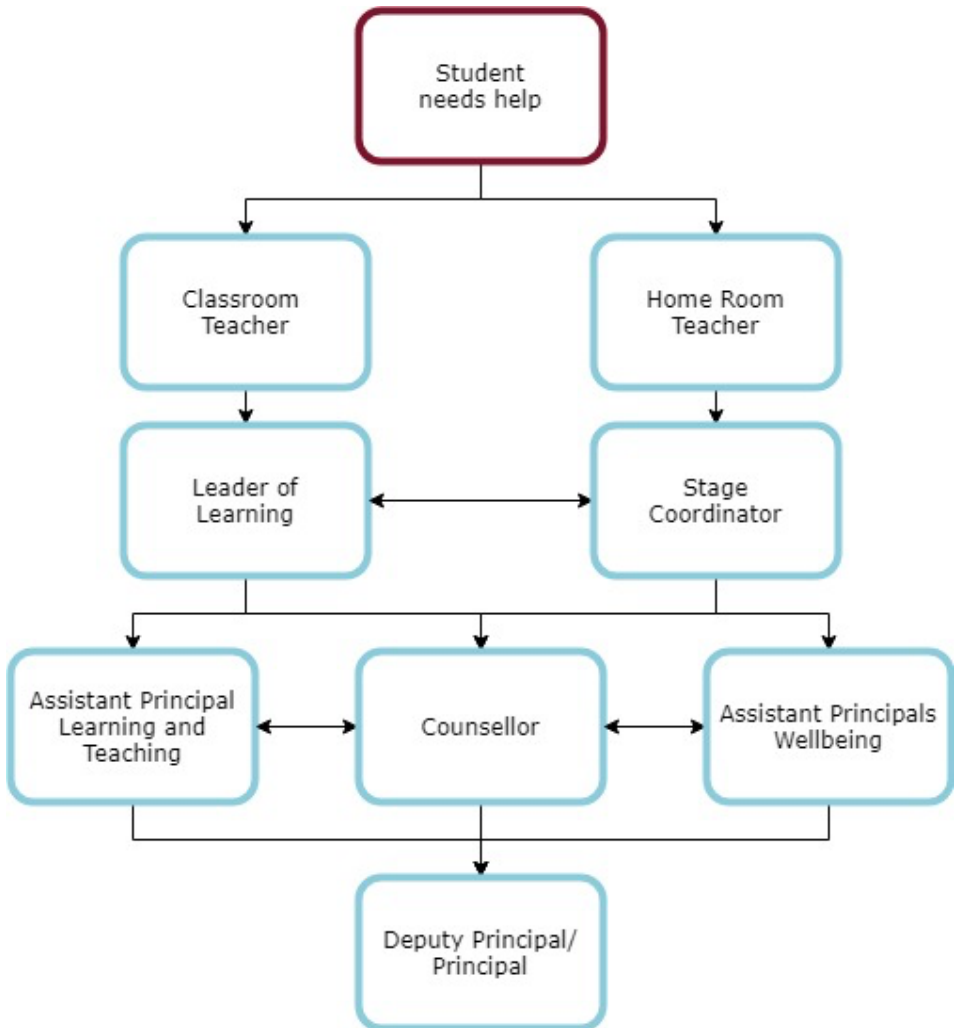 Student
needs help
Classroom
Teacher
Home Room
Teacher
Leader of
Learning
Stage
Coordinator
Assistant Principal
Learning and
Teaching
Counsellor
Assistant Principals
Wellbeing
Deputy Principal/
Principal